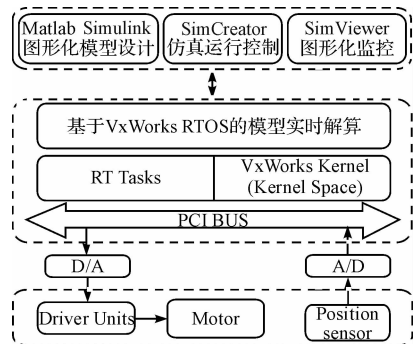 Matlab Simulink
图形化模型设计
SimCreator
仿真运行控制
SimViewer
图形化监控
基于VxWorks RTOS的模型实时解算
RT Tasks
VxWorks Kernel
(Kernel Space)
PCI BUS
D/A
A/D
Driver Units
Motor
Position
sensor